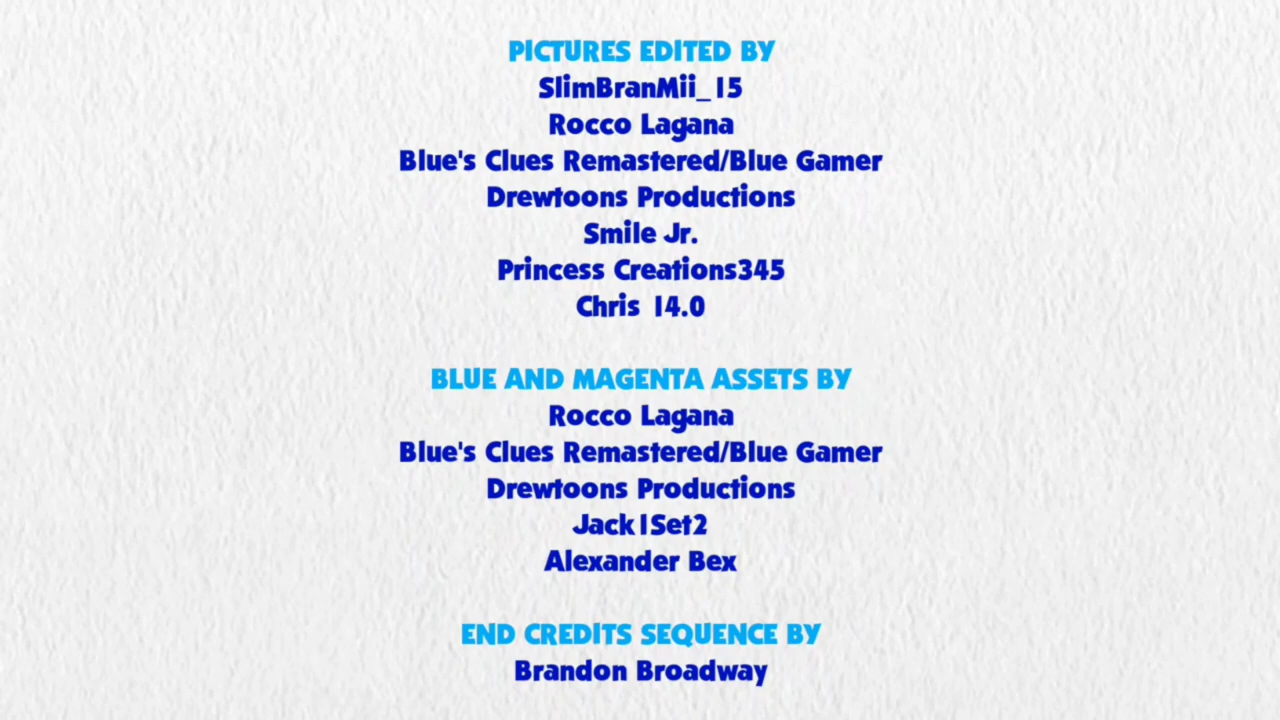 PICTURES EDITED BY
SlimBranMii_15
Rocco Lagana
Blue's Clues Remastered/Blue Gamer
Drewtoons Productions
Smile Jr.
Princess Creations345
Chris 14.0
BLUE AND MAGENTA ASSETS BY
Rocco Lagana
Blue's Clues Remastered/Blue Gamer
Drewtoons Productions
Jack1Set2
Alexander Bex
END CREDITS SEQUENCE BY
Brandon Broadway